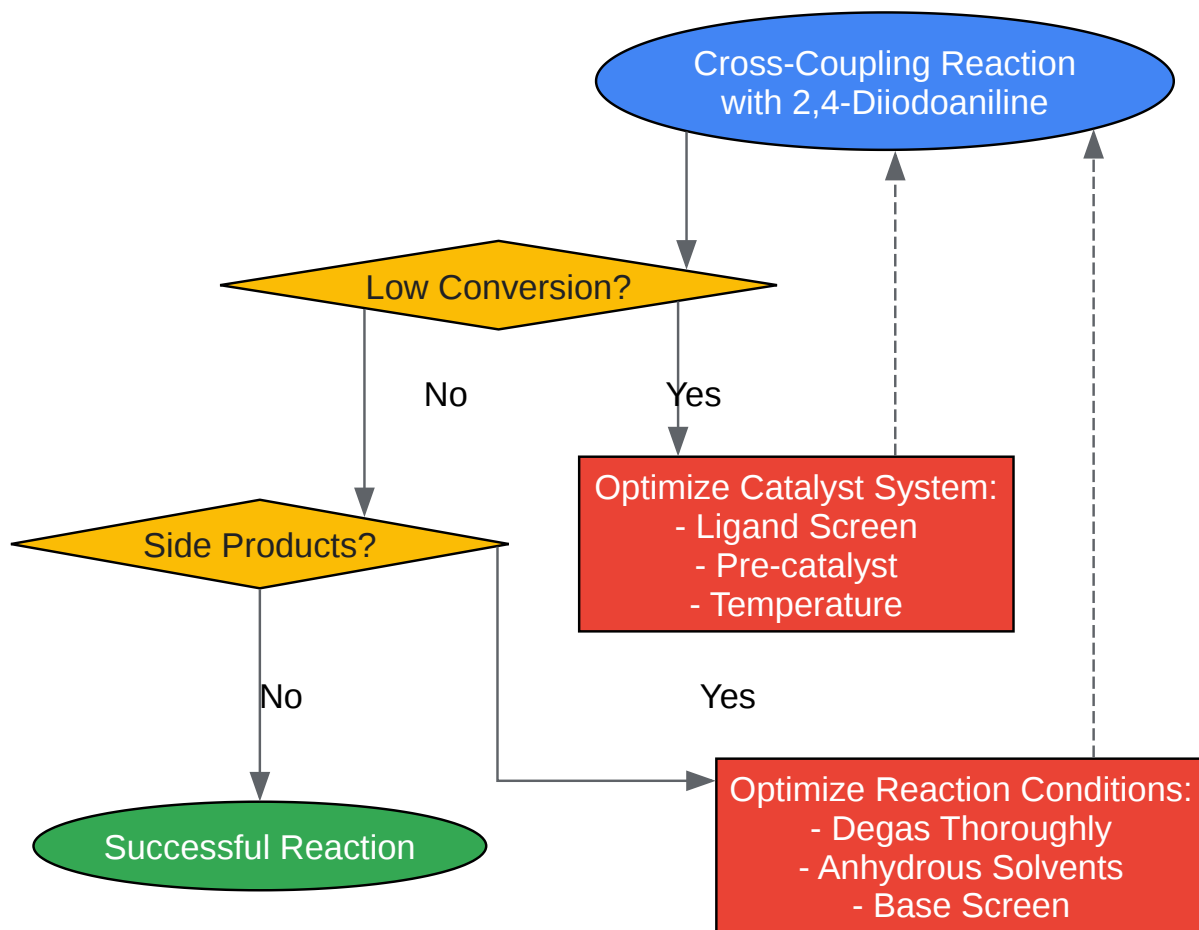 Cross-Coupling Reaction
with 2,4-Diiodoaniline
Low Conversion?
No
Yes
Optimize Catalyst System:
- Ligand Screen
- Pre-catalyst
- Temperature
Side Products?
No
Yes
Optimize Reaction Conditions:
- Degas Thoroughly
- Anhydrous Solvents
- Base Screen
Successful Reaction